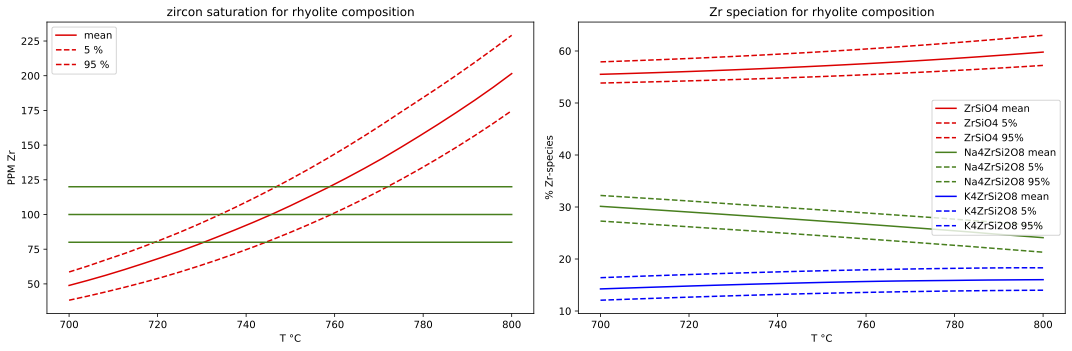 zircon saturation for rhyolite composition
mean
5 %
95 %
225
200
175
150
125
100
75
50
PPM Zr
700
720
740
760
780
800
T °C
Zr speciation for rhyolite composition
ZrSiO4 mean
ZrSiO4 5%
ZrSiO4 95%
Na4ZrSi2O8 mean
Na4ZrSi2O8 5%
Na4ZrSi2O8 95%
K4ZrSi2O8 mean
K4ZrSi2O8 5%
K4ZrSi2O8 95%
60
50
40
30
20
10
% Zr-species
700
720
740
760
780
800
T °C